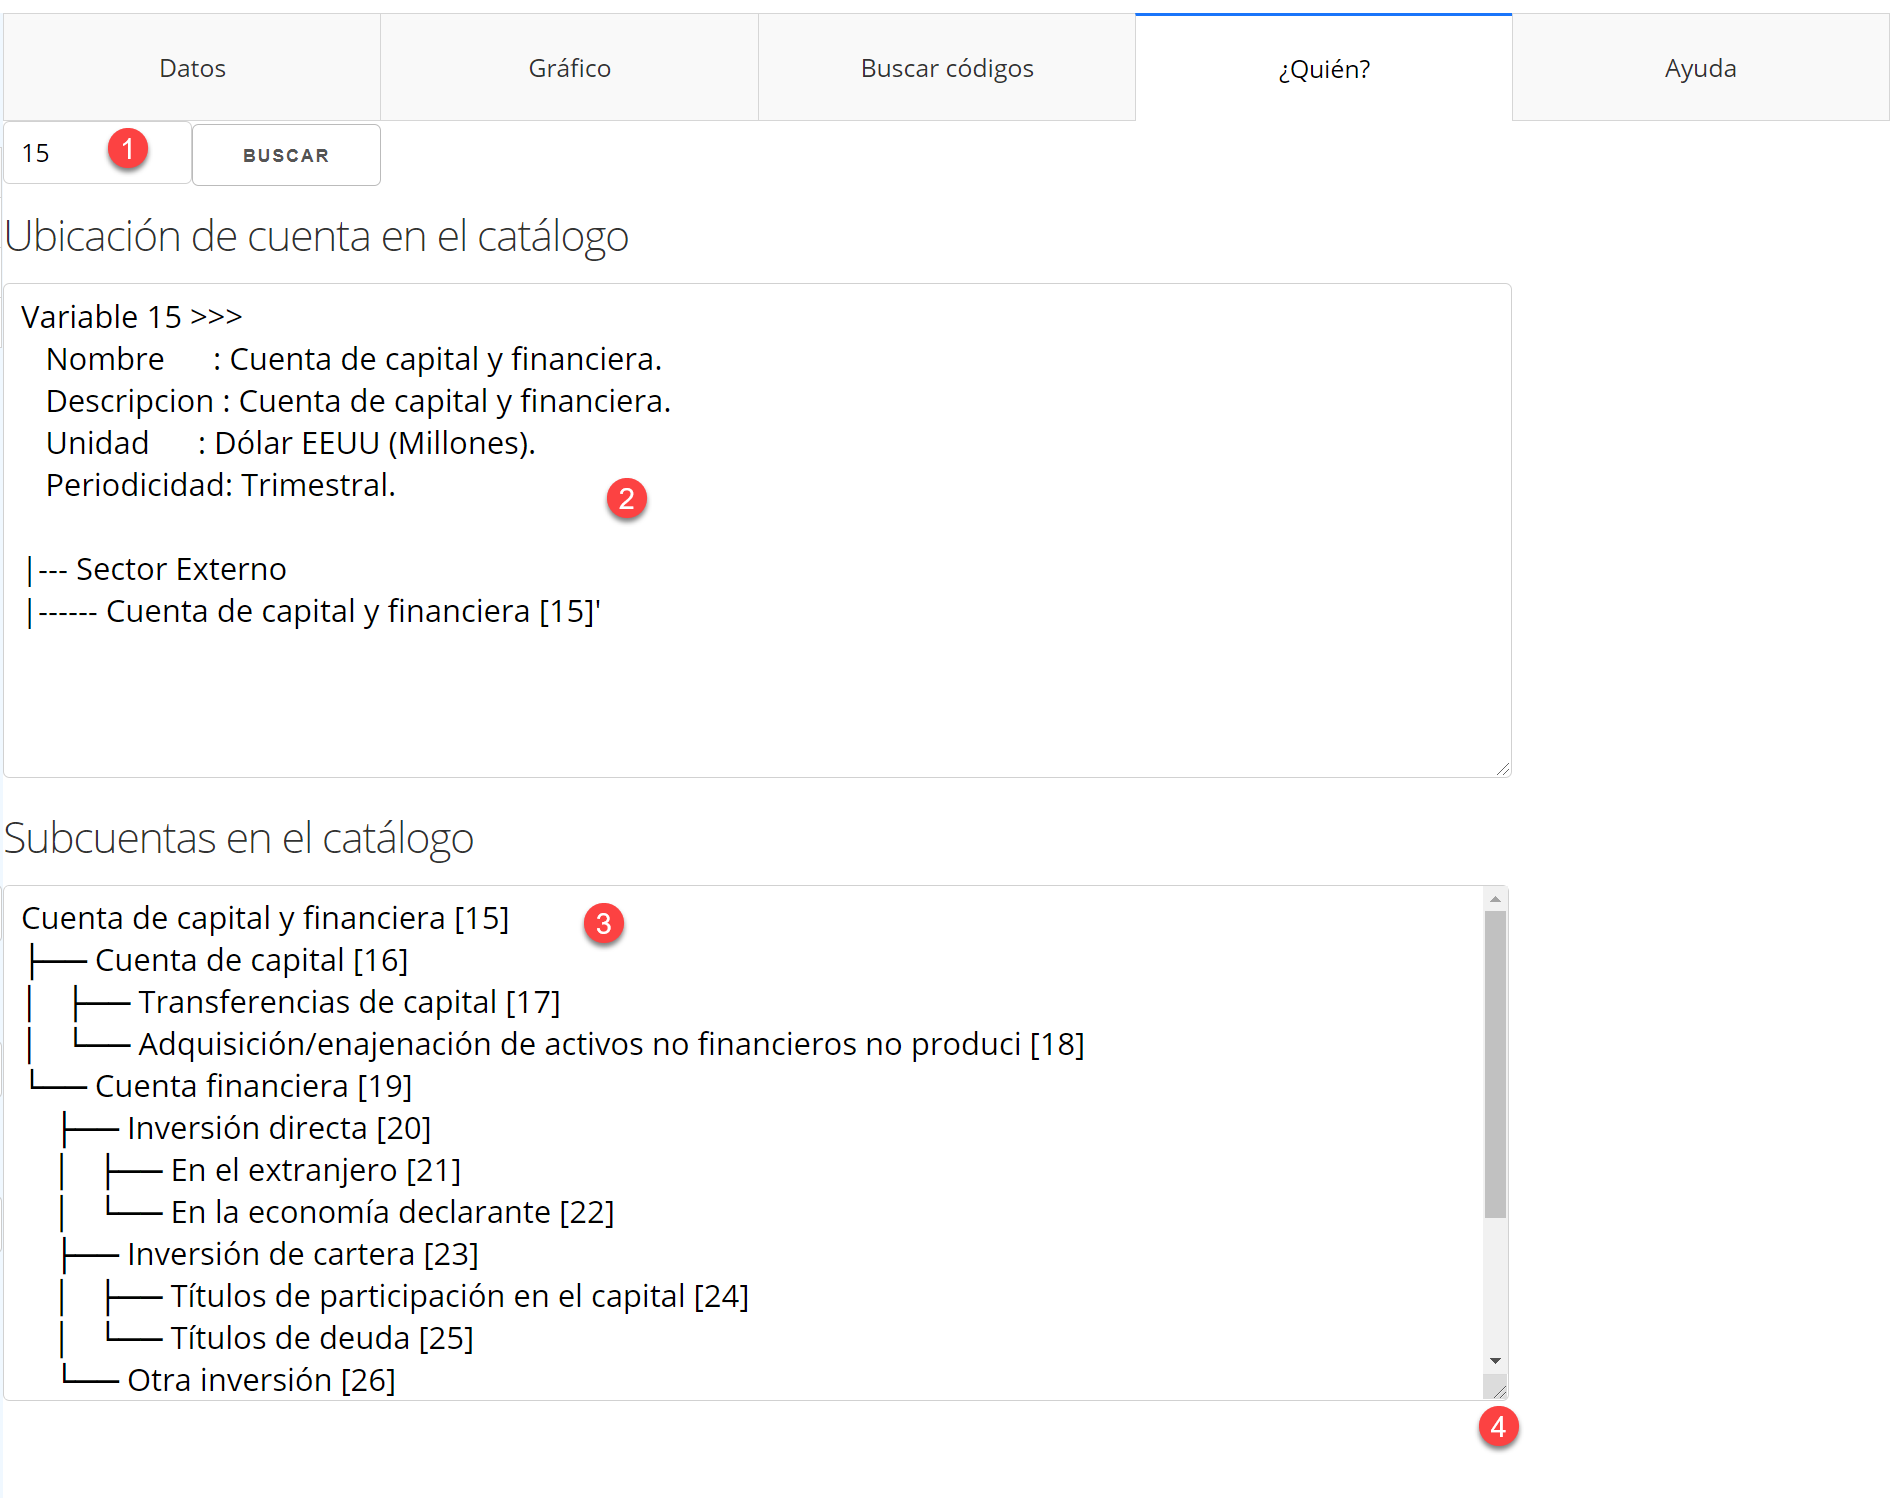 Datos Gráfico Buscar códigos ¿Quién? Ayuda
15 1 BUSCAR
Ubicación de cuenta en el catálogo
Variable 15 >>>
Nombre : Cuenta de capital y financiera.
Descripcion : Cuenta de capital y financiera.
Unidad : Dólar EEUU (Millones).
Periodicidad: Trimestral.
2
|--- Sector Externo
|------ Cuenta de capital y financiera [15]'
Subcuentas en el catálogo
Cuenta de capital y financiera [15] 3
├── Cuenta de capital [16]
│   ├── Transferencias de capital [17]
│   └── Adquisición/enajenación de activos no financieros no produci [18]
└── Cuenta financiera [19]
    ├── Inversión directa [20]
    │   ├── En el extranjero [21]
    │   └── En la economía declarante [22]
    ├── Inversión de cartera [23]
    │   ├── Títulos de participación en el capital [24]
    │   └── Títulos de deuda [25]
    └── Otra inversión [26]
4